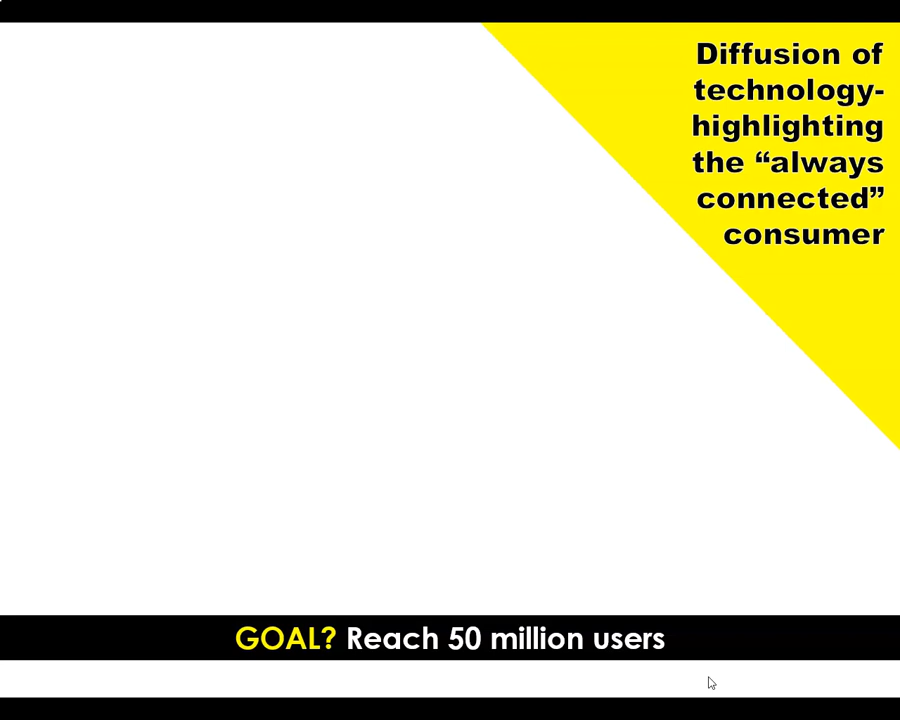 Diffusion of
technology-
highlighting
the “always
connected”
consumer
GOAL? Reach 50 million users